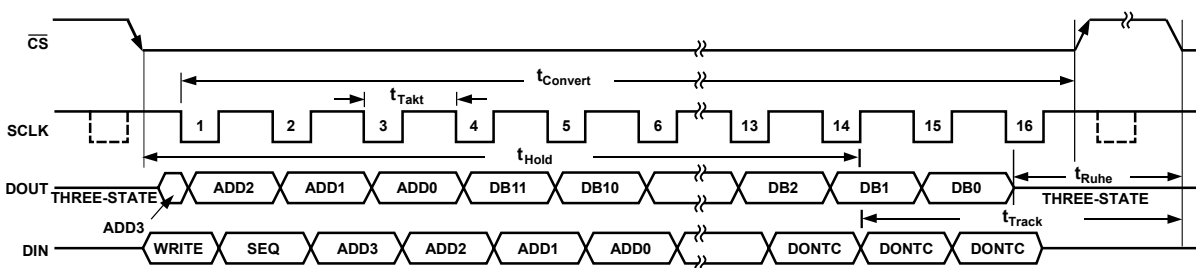 CS
tConvert
tTakt
SCLK 1 2 3 4 5 6 13 14 15 16
tHold
DOUT ADD2 ADD1 ADD0 DB11 DB10 DB2 DB1 DB0 tRuhe
THREE-STATE THREE-STATE
ADD3 tTrack
DIN WRITE SEQ ADD3 ADD2 ADD1 ADD0 DONTC DONTC DONTC